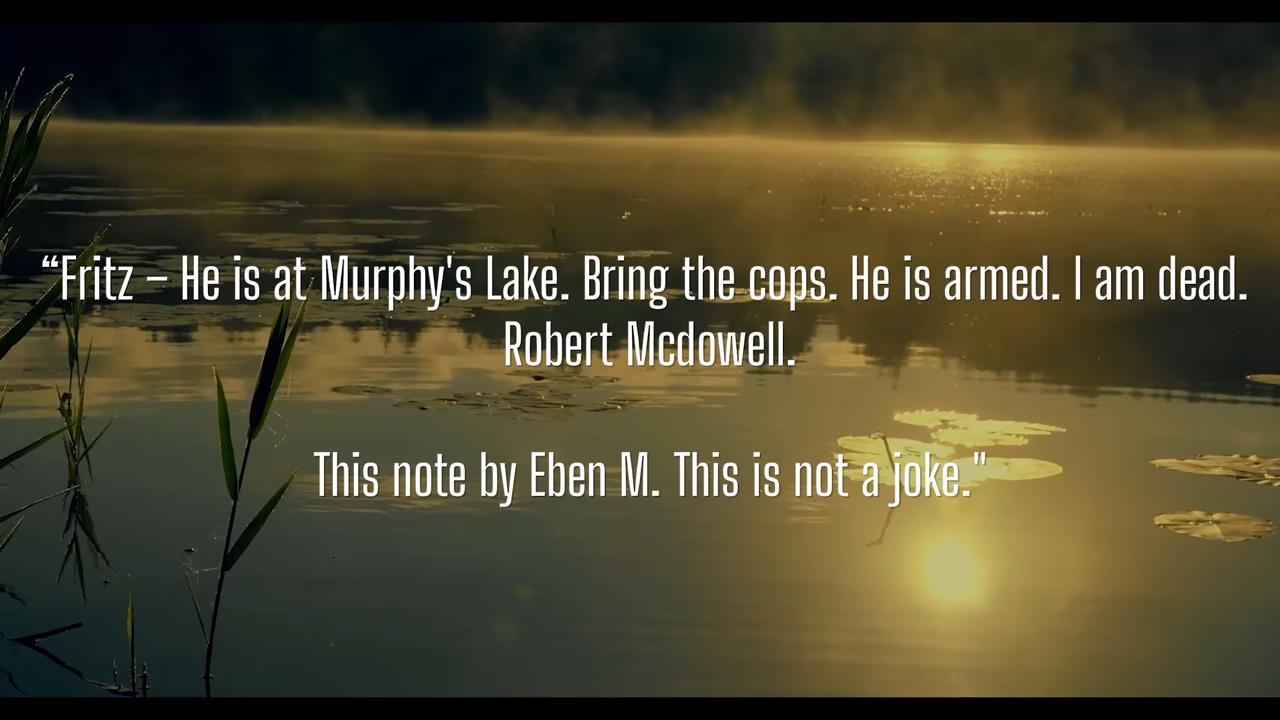 “Fritz – He is at Murphy's Lake. Bring the cops. He is armed. I am dead.
Robert Mcdowell.
This note by Eben M. This is not a joke."